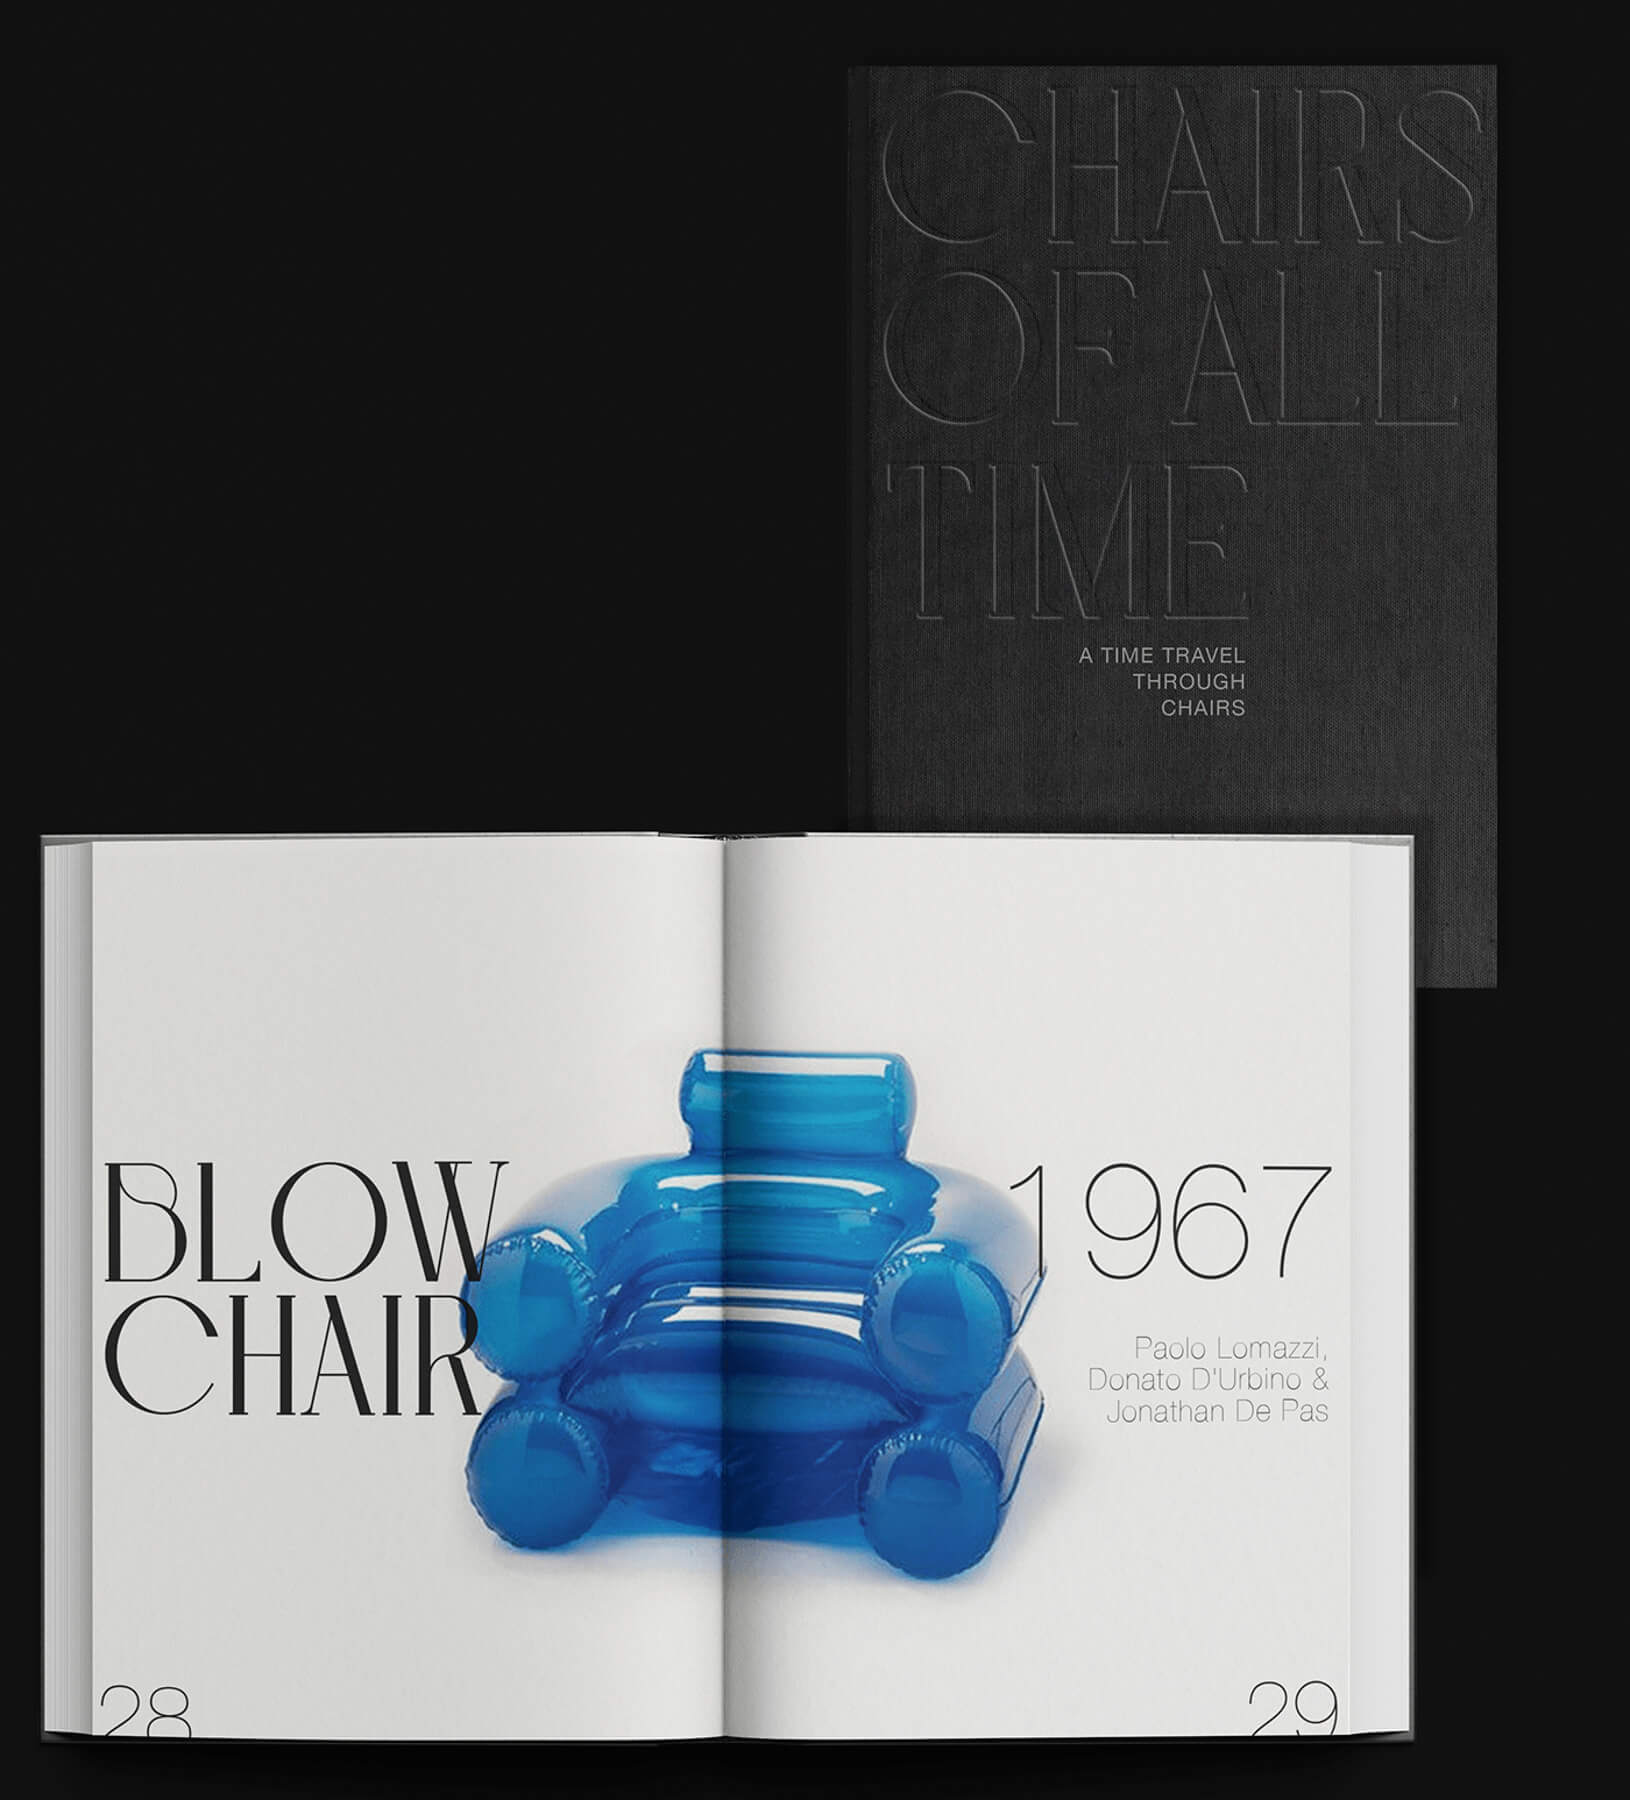 CHAIRS
OF ALL
TIME
A TIME TRAVEL
THROUGH
CHAIRS
BLOW
CHAIR
1967
Paolo Lomazzi,
Donato D'Urbino &
Jonathan De Pas
28
29